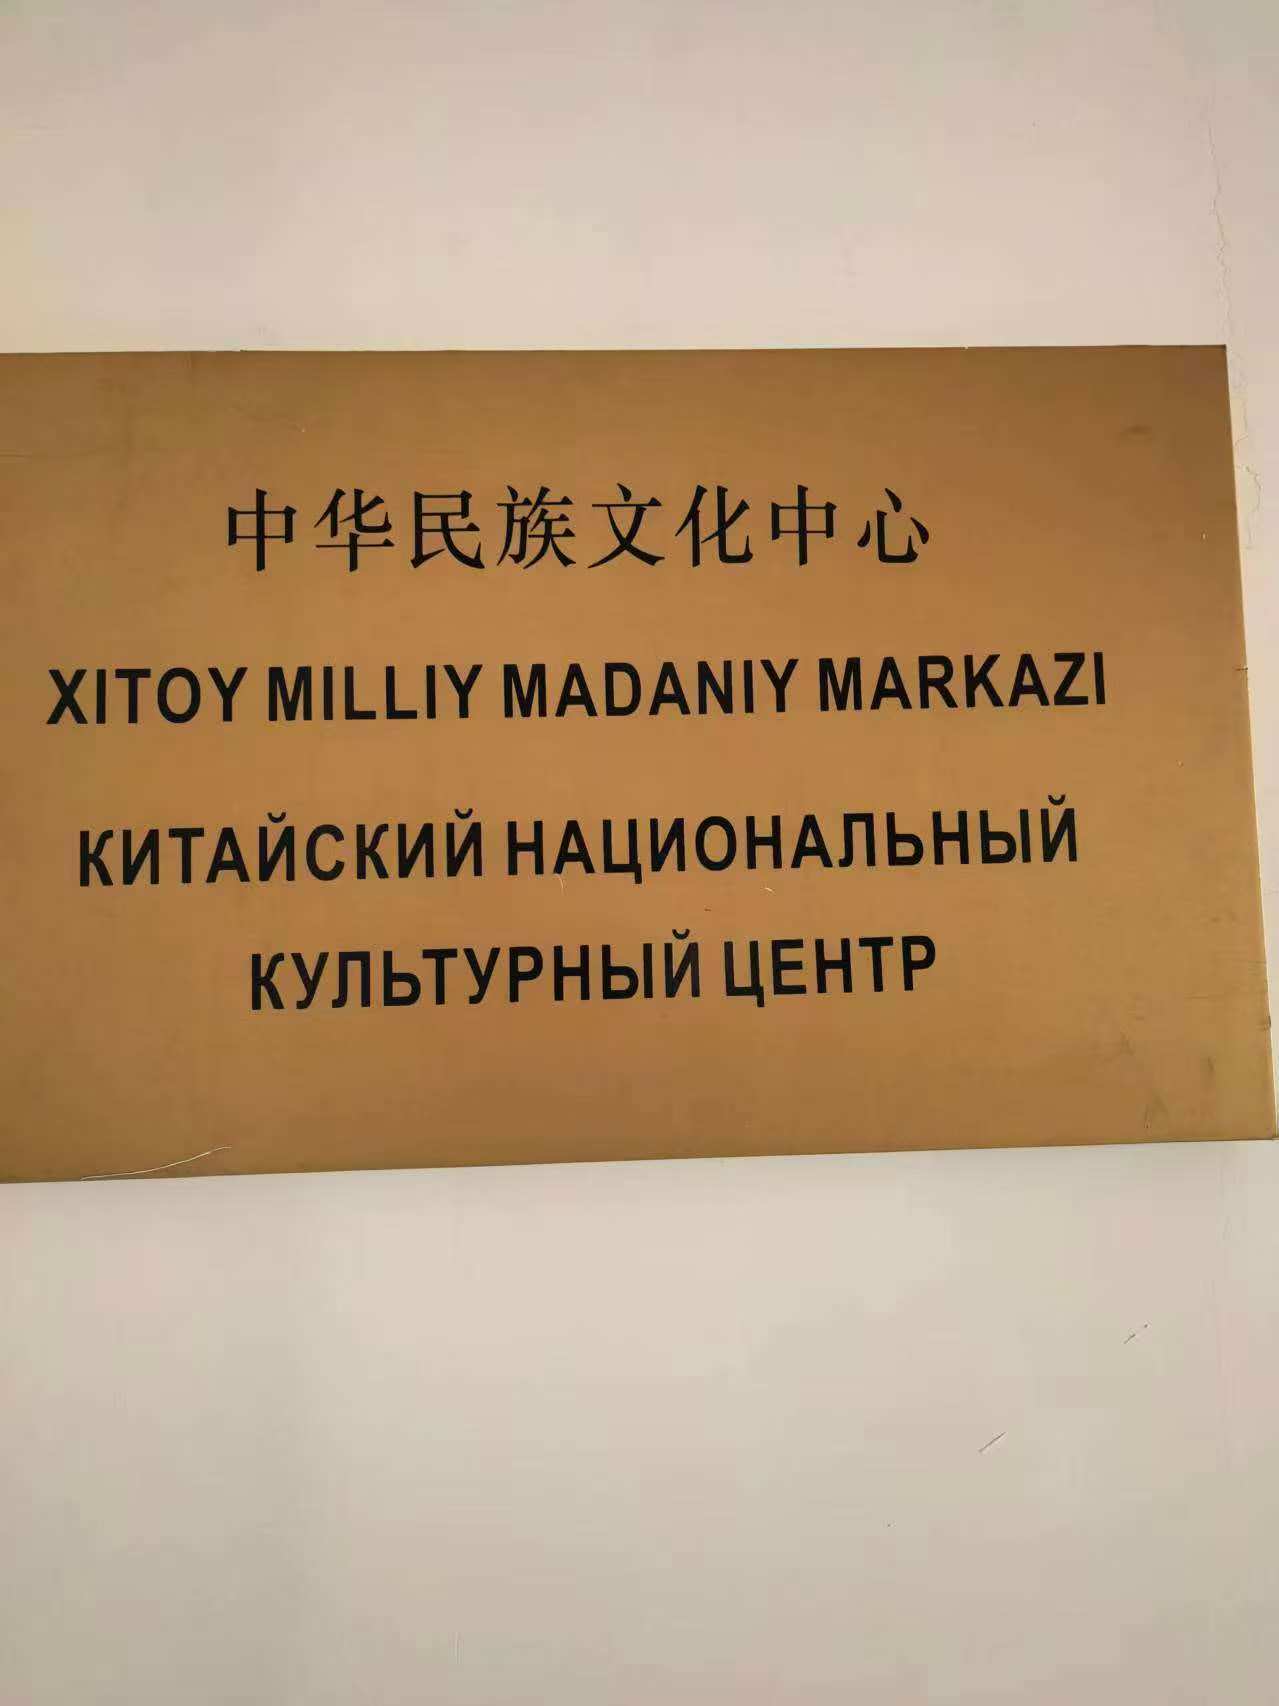 中华民族文化中心
XITOY MILLIY MADANIY MARKAZI
КИТАЙСКИЙ НАЦИОНАЛЬНЫЙ
КУЛЬТУРНЫЙ ЦЕНТР